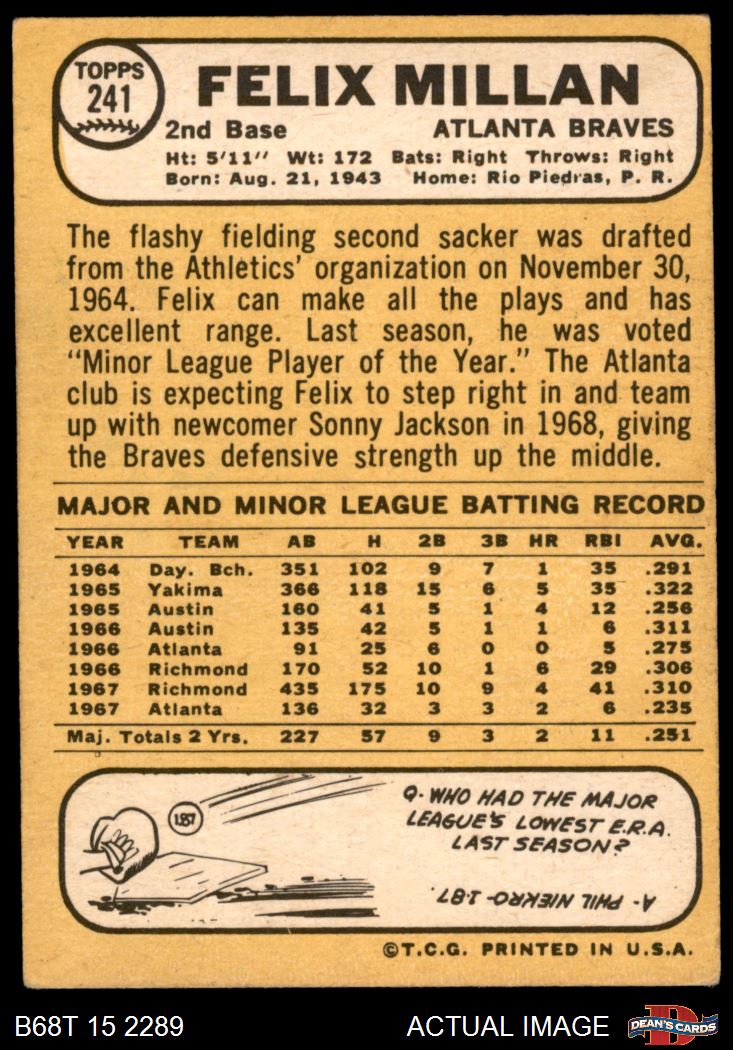 TOPPS
241
FELIX MILLAN
2nd Base ATLANTA BRAVES
Ht: 5'11" Wt: 172 Bats: Right Throws: Right
Born: Aug. 21, 1943 Home: Rio Piedras, P. R.
The flashy fielding second sacker was drafted
from the Athletics' organization on November 30,
1964. Felix can make all the plays and has
excellent range. Last season, he was voted
"Minor League Player of the Year." The Atlanta
club is expecting Felix to step right in and team
up with newcomer Sonny Jackson in 1968, giving
the Braves defensive strength up the middle.
MAJOR AND MINOR LEAGUE BATTING RECORD
YEAR TEAM AB H 2B 3B HR RBI AVG.
1964 Day. Bch. 351 102 9 7 1 35 .291
1965 Yakima 366 118 15 6 5 35 .322
1965 Austin 160 41 5 1 4 12 .256
1966 Austin 135 42 5 1 1 6 .311
1966 Atlanta 91 25 6 0 0 5 .275
1966 Richmond 170 52 10 1 6 29 .306
1967 Richmond 435 175 10 9 4 41 .310
1967 Atlanta 136 32 3 3 2 6 .235
Maj. Totals 2 Yrs. 227 57 9 3 2 11 .251
1.87
Q- WHO HAD THE MAJOR
LEAGUE'S LOWEST E.R.A.
LAST SEASON?
A- PHIL NIEKRO 1.87.
©T.C.G. PRINTED IN U.S.A.
B68T 15 2289 ACTUAL IMAGE D DEAN'S CARDS